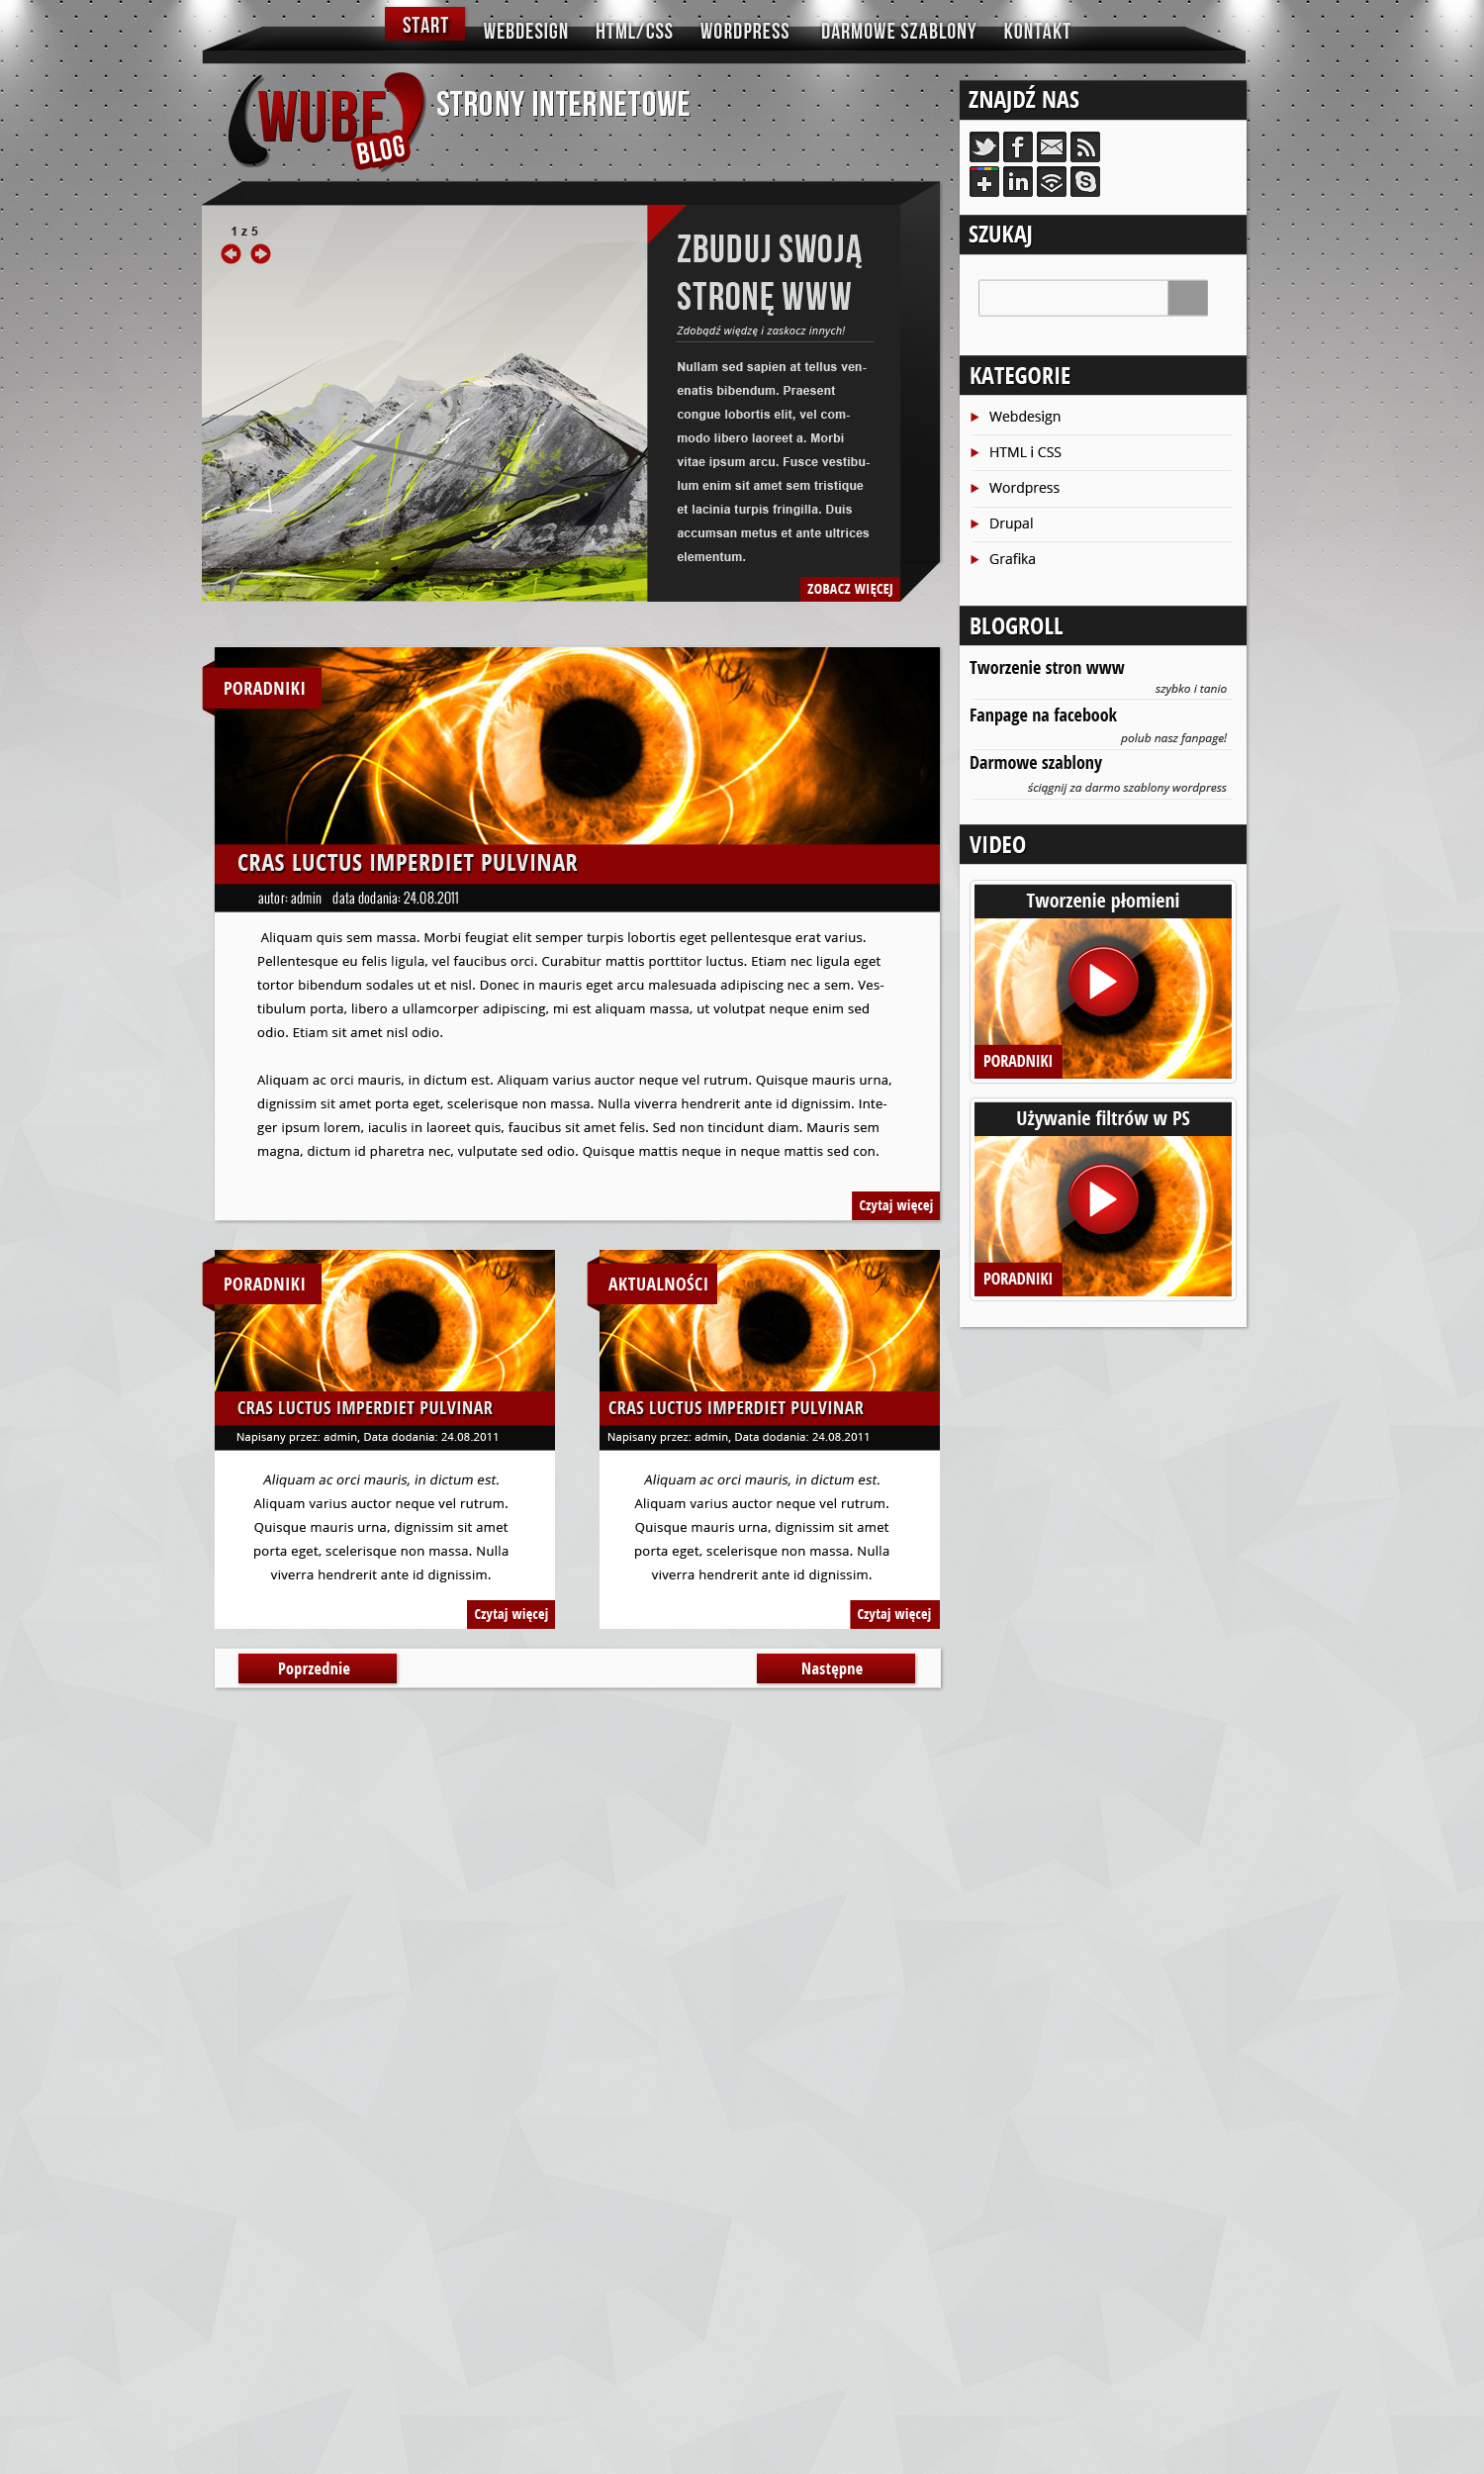 START
WEBDESIGN
HTML/CSS
WORDPRESS
DARMOWE SZABLONY
KONTAKT
WUBE
BLOG
STRONY INTERNETOWE
1 z 5
ZBUDUJ SWOJĄ
STRONĘ WWW
Zdobądź więdzę i zaskocz innych!
Nullam sed sapien at tellus ven-
enatis bibendum. Praesent
congue lobortis elit, vel com-
modo libero laoreet a. Morbi
vitae ipsum arcu. Fusce vestibu-
lum enim sit amet sem tristique
et lacinia turpis fringilla. Duis
accumsan metus et ante ultrices
elementum.
ZOBACZ WIĘCEJ
PORADNIKI
CRAS LUCTUS IMPERDIET PULVINAR
autor: admin data dodania: 24.08.2011
Aliquam quis sem massa. Morbi feugiat elit semper turpis lobortis eget pellentesque erat varius.
Pellentesque eu felis ligula, vel faucibus orci. Curabitur mattis porttitor luctus. Etiam nec ligula eget
tortor bibendum sodales ut et nisl. Donec in mauris eget arcu malesuada adipiscing nec a sem. Ves-
tibulum porta, libero a ullamcorper adipiscing, mi est aliquam massa, ut volutpat neque enim sed
odio. Etiam sit amet nisl odio.
Aliquam ac orci mauris, in dictum est. Aliquam varius auctor neque vel rutrum. Quisque mauris urna,
dignissim sit amet porta eget, scelerisque non massa. Nulla viverra hendrerit ante id dignissim. Inte-
ger ipsum lorem, iaculis in laoreet quis, faucibus sit amet felis. Sed non tincidunt diam. Mauris sem
magna, dictum id pharetra nec, vulputate sed odio. Quisque mattis neque in neque mattis sed con.
Czytaj więcej
PORADNIKI
CRAS LUCTUS IMPERDIET PULVINAR
Napisany przez: admin, Data dodania: 24.08.2011
Aliquam ac orci mauris, in dictum est.
Aliquam varius auctor neque vel rutrum.
Quisque mauris urna, dignissim sit amet
porta eget, scelerisque non massa. Nulla
viverra hendrerit ante id dignissim.
Czytaj więcej
AKTUALNOŚCI
CRAS LUCTUS IMPERDIET PULVINAR
Napisany przez: admin, Data dodania: 24.08.2011
Aliquam ac orci mauris, in dictum est.
Aliquam varius auctor neque vel rutrum.
Quisque mauris urna, dignissim sit amet
porta eget, scelerisque non massa. Nulla
viverra hendrerit ante id dignissim.
Czytaj więcej
Poprzednie
Następne
ZNAJDŹ NAS
SZUKAJ
KATEGORIE
Webdesign
HTML i CSS
Wordpress
Drupal
Grafika
BLOGROLL
Tworzenie stron www
szybko i tanio
Fanpage na facebook
polub nasz fanpage!
Darmowe szablony
ściągnij za darmo szablony wordpress
VIDEO
Tworzenie płomieni
PORADNIKI
Używanie filtrów w PS
PORADNIKI